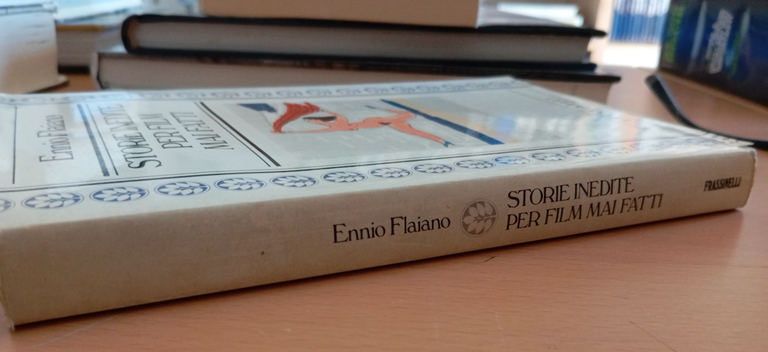 Ennio Flaiano
STORIE INEDITE
PER FILM
MAI FATTI
Ennio Flaiano
STORIE INEDITE
PER FILM MAI FATTI
FRASSINELLI